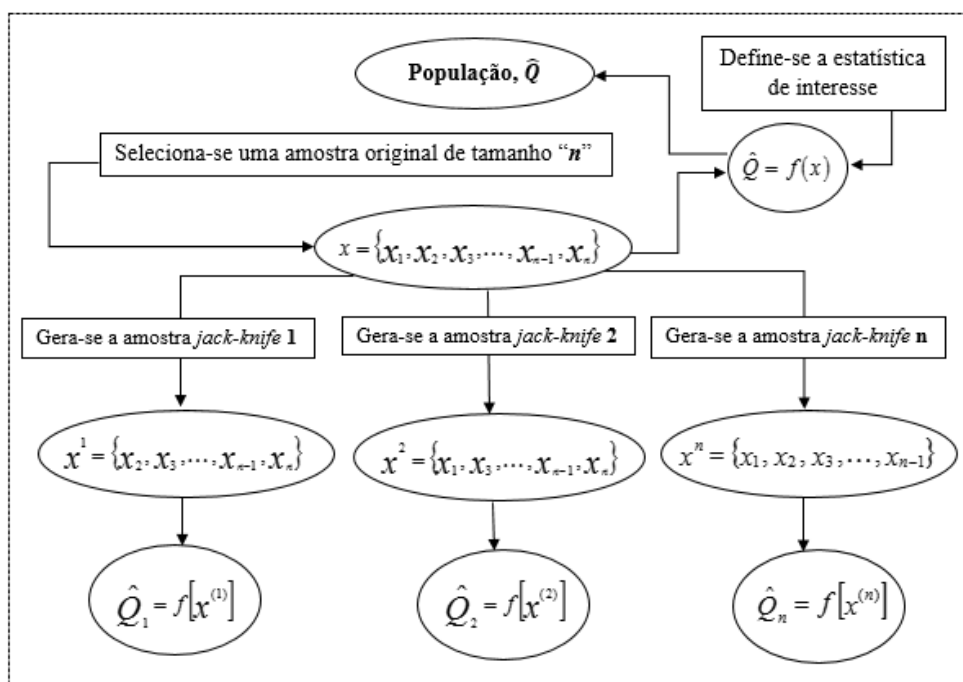 População, Q̂
Define-se a estatística
de interesse
Seleciona-se uma amostra original de tamanho “n”
Q̂ = f(x)
x = {x₁, x₂, x₃, ..., xₙ₋₁, xₙ}
Gera-se a amostra jack-knife 1
Gera-se a amostra jack-knife 2
Gera-se a amostra jack-knife n
x¹ = {x₂, x₃, ..., xₙ₋₁, xₙ}
x² = {x₁, x₃, ..., xₙ₋₁, xₙ}
xⁿ = {x₁, x₂, x₃, ..., xₙ₋₁}
Q̂₁ = f[x⁽¹⁾]
Q̂₂ = f[x⁽²⁾]
Q̂ₙ = f[x⁽ⁿ⁾]